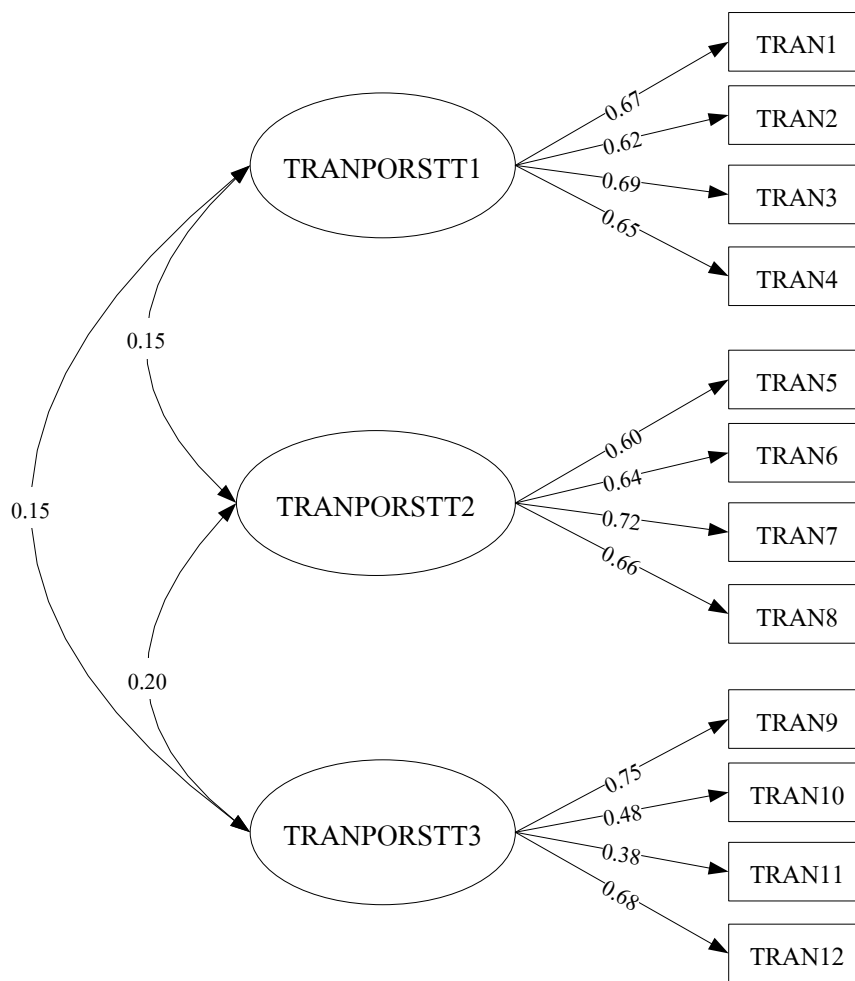 TRAN1
0.67
TRAN2
0.62
TRANPORSTT1
0.69
TRAN3
0.65
TRAN4
0.15
TRAN5
0.60
TRAN6
0.64
TRANPORSTT2
0.15
0.72
TRAN7
0.66
TRAN8
0.20
TRAN9
0.75
TRAN10
0.48
TRANPORSTT3
0.38
TRAN11
0.68
TRAN12